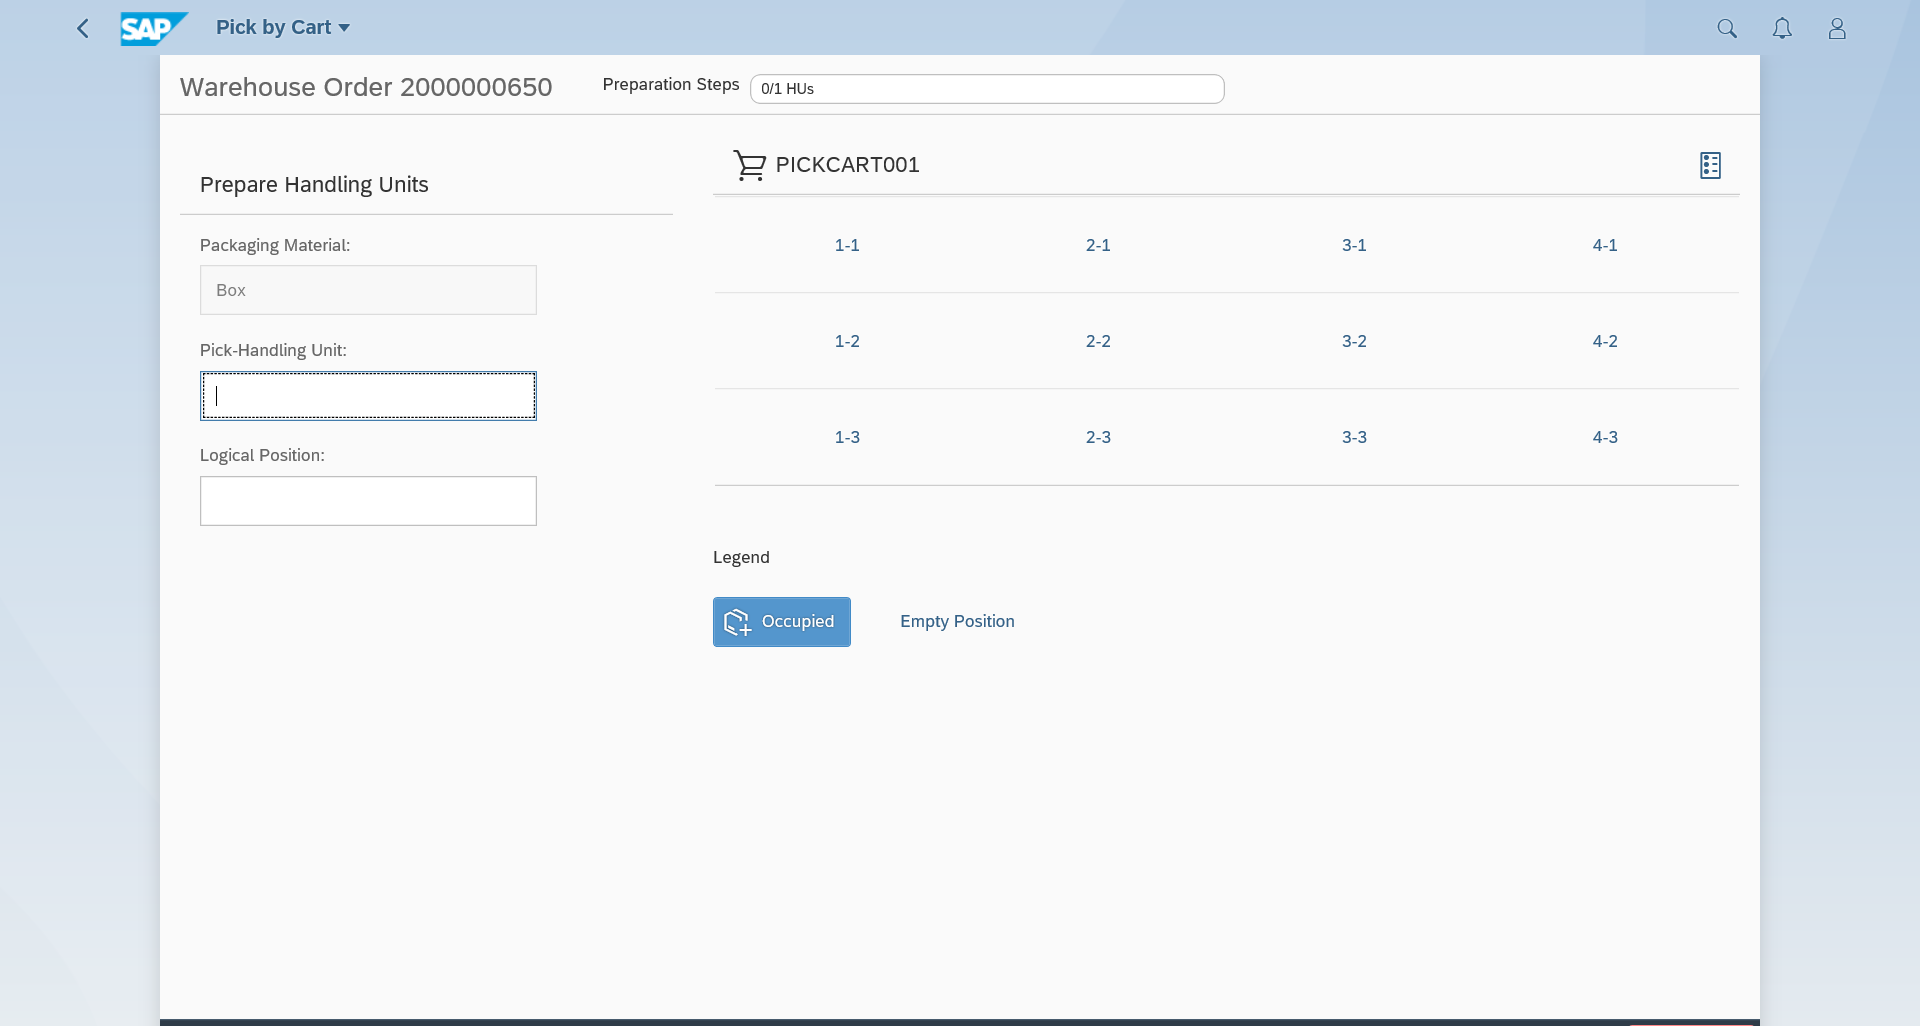 SAP Pick by Cart
Warehouse Order 2000000650 Preparation Steps 0/1 HUs
Prepare Handling Units
Packaging Material:
Box
Pick-Handling Unit:
Logical Position:
PICKCART001
1-1 2-1 3-1 4-1
1-2 2-2 3-2 4-2
1-3 2-3 3-3 4-3
Legend
Occupied Empty Position